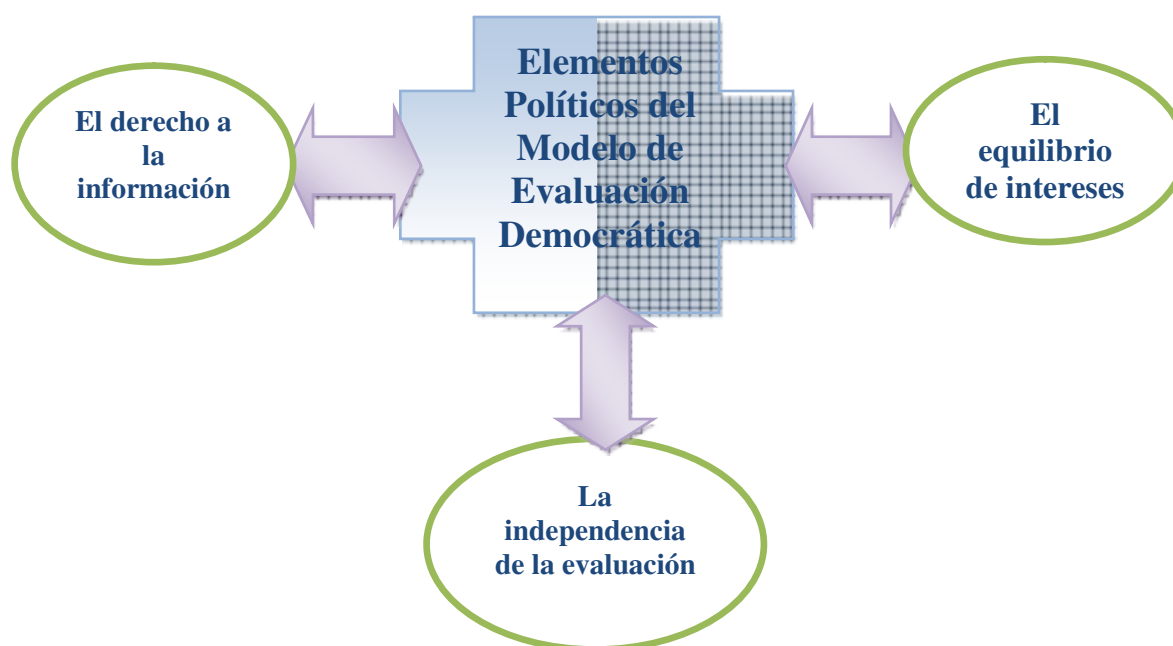 Elementos
Políticos del
Modelo de
Evaluación
Democrática
El derecho a
la
información
El
equilibrio
de intereses
La
independencia
de la evaluación